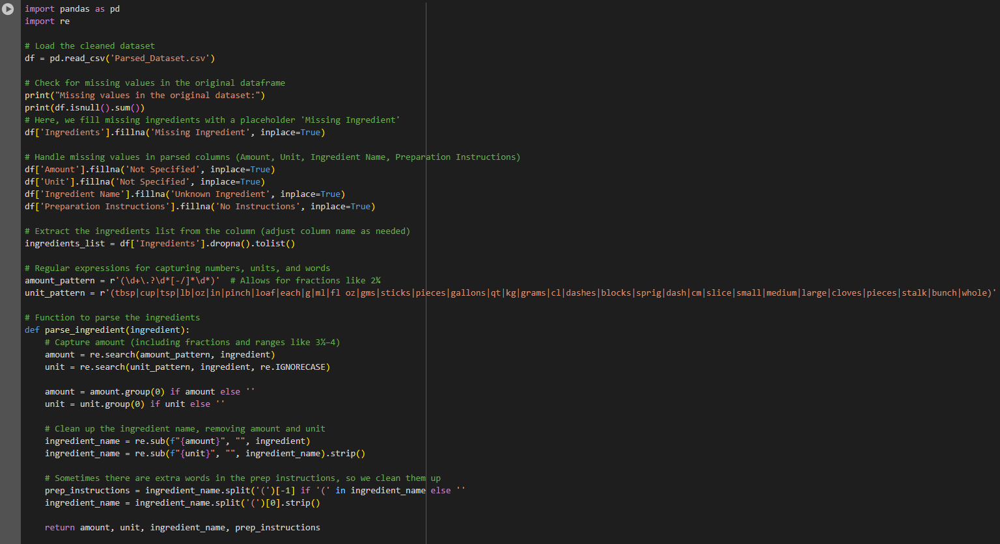 import pandas as pd
import re
# Load the cleaned dataset
df = pd.read_csv('Parsed_Dataset.csv')
# Check for missing values in the original dataframe
print("Missing values in the original dataset:")
print(df.isnull().sum())
# Here, we fill missing ingredients with a placeholder 'Missing Ingredient'
df['Ingredients'].fillna('Missing Ingredient', inplace=True)
# Handle missing values in parsed columns (Amount, Unit, Ingredient Name, Preparation Instructions)
df['Amount'].fillna('Not Specified', inplace=True)
df['Unit'].fillna('Not Specified', inplace=True)
df['Ingredient Name'].fillna('Unknown Ingredient', inplace=True)
df['Preparation Instructions'].fillna('No Instructions', inplace=True)
# Extract the ingredients list from the column (adjust column name as needed)
ingredients_list = df['Ingredients'].dropna().tolist()
# Regular expressions for capturing numbers, units, and words
amount_pattern = r'(\d+\.?\d*[-/]*\d*)'  # Allows for fractions like
unit_pattern = r'(tbsp|cup|tsp|lb|oz|in|pinch|loaf|each|g|ml|fl oz|gms|sticks|pieces|gallons|qt|kg|grams|cl|dashes|blocks|sprig|dash|cm|slice|small|medium|large|cloves|pieces|stalk|bunch|whole)'
# Function to parse the ingredients
def parse_ingredient(ingredient):
    # Capture amount (including fractions and ranges like
    amount = re.search(amount_pattern, ingredient)
    unit = re.search(unit_pattern, ingredient, re.IGNORECASE)
    amount = amount.group(0) if amount else ''
    unit = unit.group(0) if unit else ''
    # Clean up the ingredient name, removing amount and unit
    ingredient_name = re.sub(f"{amount}", "", ingredient)
    ingredient_name = re.sub(f"{unit}", "", ingredient_name).strip()
    # Sometimes there are extra words in the prep instructions, so we clean them up
    prep_instructions = ingredient_name.split('(')[-1] if '(' in ingredient_name else ''
    ingredient_name = ingredient_name.split('(')[0].strip()
    return amount, unit, ingredient_name, prep_instructions